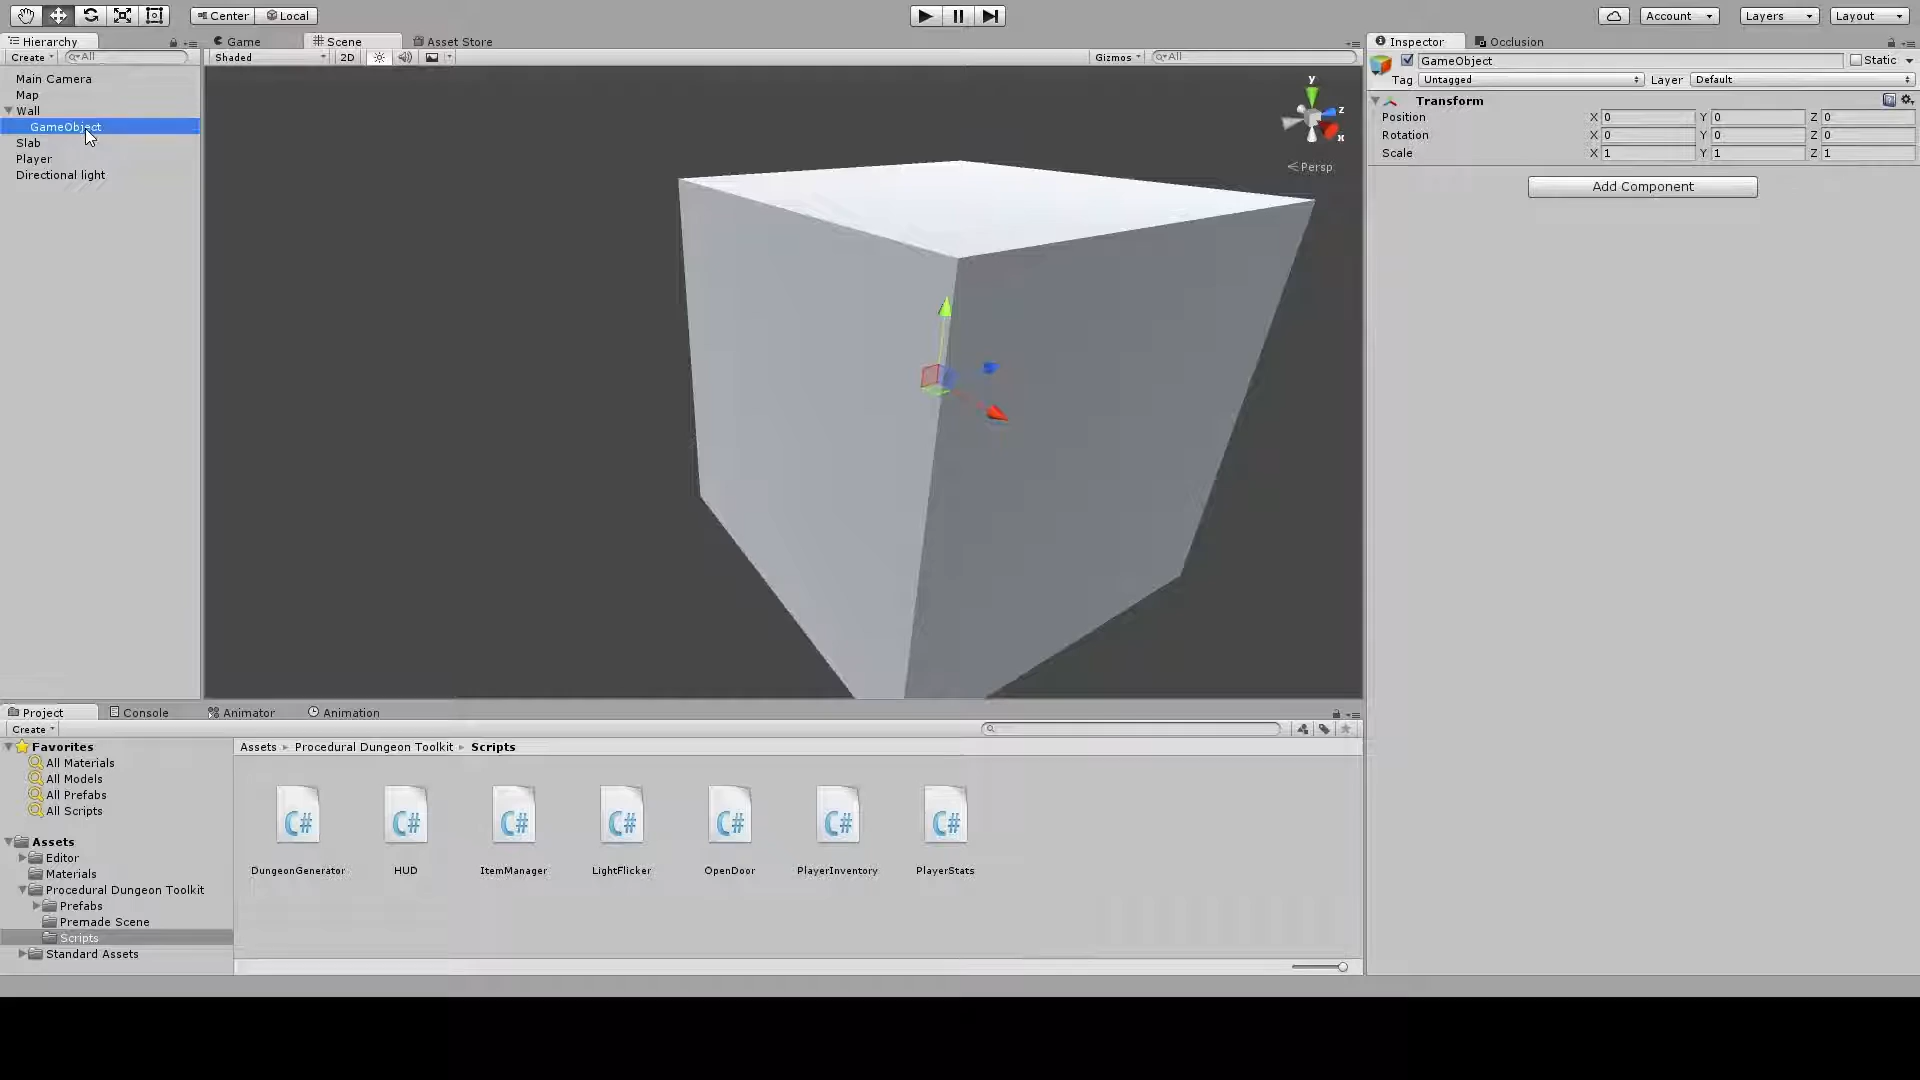 Center Local Account Layers Layout
Hierarchy Game Scene Asset Store Inspector Occlusion
Create All Shaded 2D Gizmos All GameObject Static
Tag Untagged Layer Default
Main Camera
Map
Wall
GameObject
Slab
Player
Directional light
y
z
x
Persp
Transform
Position X 0 Y 0 Z 0
Rotation X 0 Y 0 Z 0
Scale X 1 Y 1 Z 1
Add Component
Project Console Animator Animation
Create
Favorites
All Materials
All Models
All Prefabs
All Scripts
Assets
Editor
Materials
Procedural Dungeon Toolkit
Prefabs
Premade Scene
Scripts
Standard Assets
Assets Procedural Dungeon Toolkit Scripts
C# C# C# C# C# C# C#
DungeonGenerator HUD ItemManager LightFlicker OpenDoor PlayerInventory PlayerStats